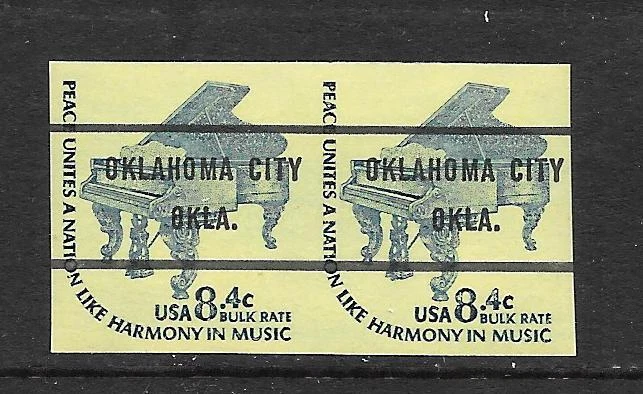 PEACE UNITES A NATION LIKE HARMONY IN MUSIC
OKLAHOMA CITY
OKLA.
USA 8.4c
BULK RATE
PEACE UNITES A NATION LIKE HARMONY IN MUSIC
OKLAHOMA CITY
OKLA.
USA 8.4c
BULK RATE